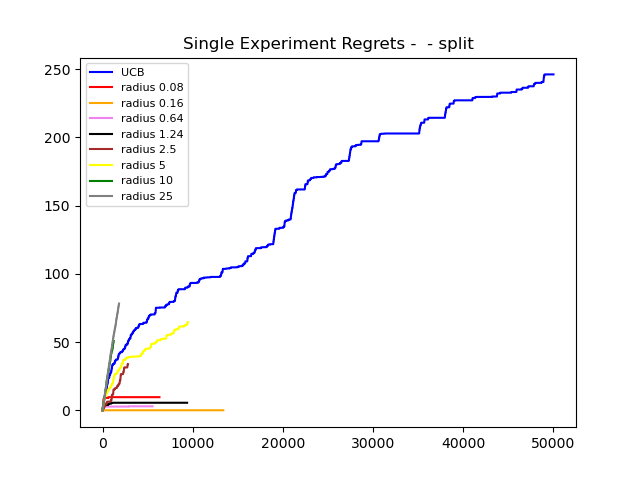 Single Experiment Regrets -  - split
250
200
150
100
50
0
UCB
radius 0.08
radius 0.16
radius 0.64
radius 1.24
radius 2.5
radius 5
radius 10
radius 25
0 10000 20000 30000 40000 50000